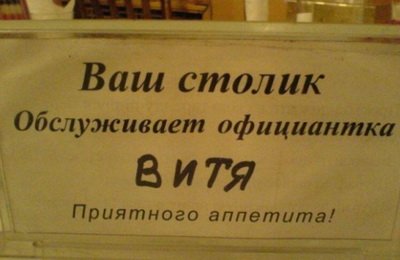 Ваш столик
Обслуживает официантка
ВИТЯ
Приятного аппетита!